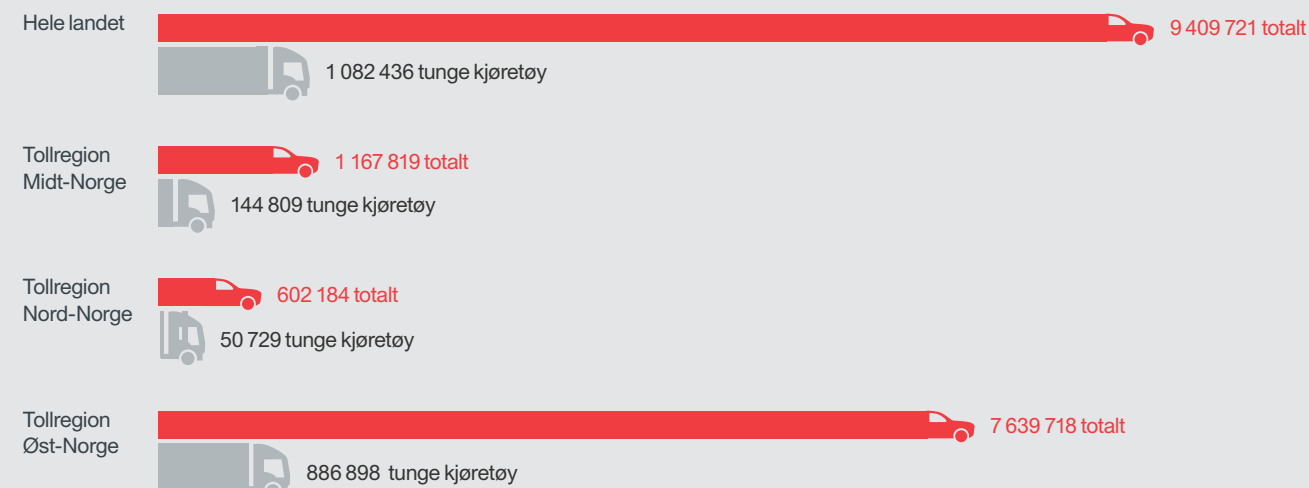 Hele landet
9 409 721 totalt
1 082 436 tunge kjøretøy
Tollregion
Midt-Norge
1 167 819 totalt
144 809 tunge kjøretøy
Tollregion
Nord-Norge
602 184 totalt
50 729 tunge kjøretøy
Tollregion
Øst-Norge
7 639 718 totalt
886 898 tunge kjøretøy